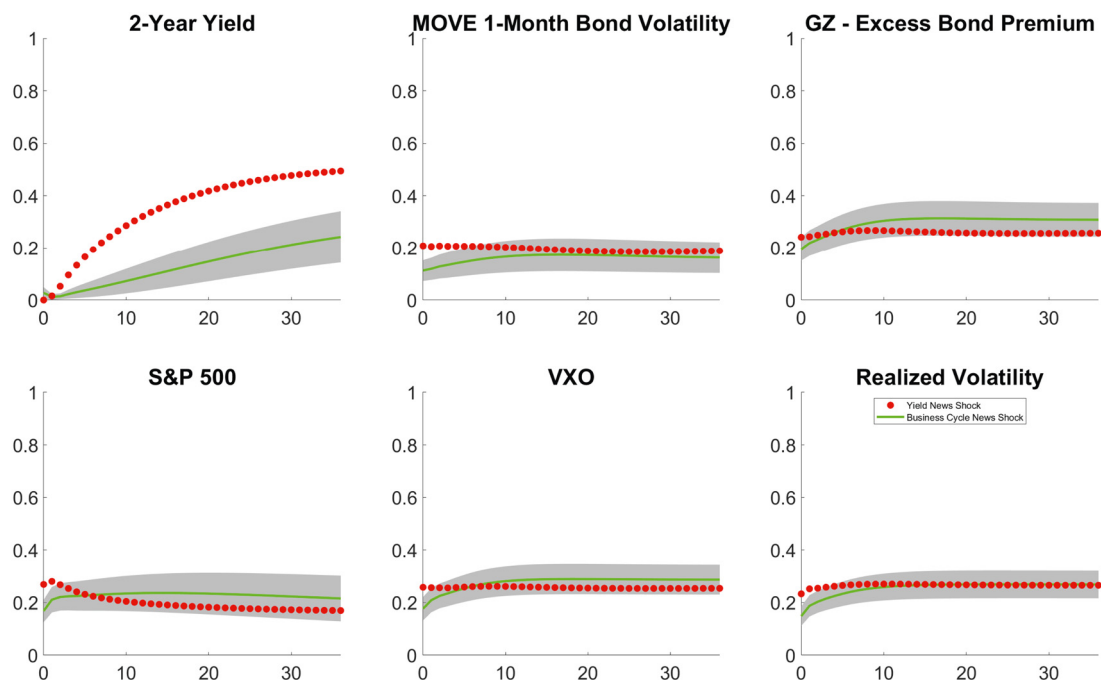 2-Year Yield
1
0.8
0.6
0.4
0.2
0
0 10 20 30
MOVE 1-Month Bond Volatility
1
0.8
0.6
0.4
0.2
0
0 10 20 30
GZ - Excess Bond Premium
1
0.8
0.6
0.4
0.2
0
0 10 20 30
S&P 500
1
0.8
0.6
0.4
0.2
0
0 10 20 30
VXO
1
0.8
0.6
0.4
0.2
0
0 10 20 30
Realized Volatility
Yield News Shock
Business Cycle News Shock
1
0.8
0.6
0.4
0.2
0
0 10 20 30